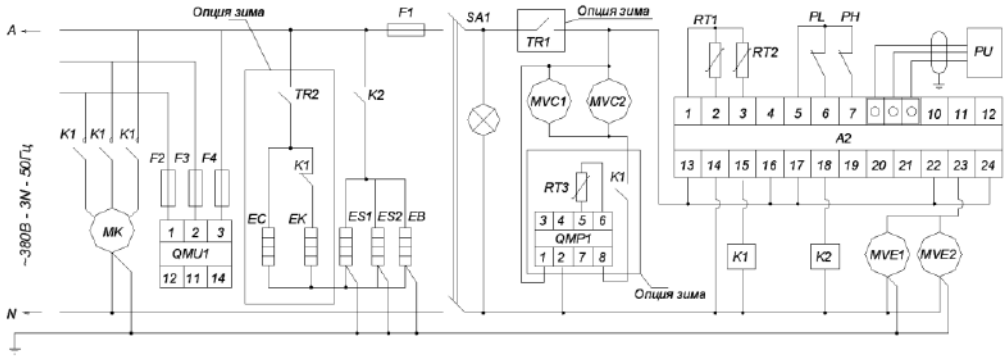 Опция зима
F1
SA1
Опция зима
A
TR1
RT1
RT2
PL
PH
PU
TR2
K2
MVC1
MVC2
K1
K1
K1
F2
F3
F4
K1
RT3
K1
1
2
3
4
5
6
7
10
11
12
A2
13
14
15
16
17
18
19
20
21
22
23
24
~380В - 3N - 50Гц
MK
1
2
3
QMU1
12
11
14
EC
EK
ES1
ES2
EB
3
4
5
6
QMP1
1
2
7
8
K1
K2
MVE1
MVE2
Опция зима
N